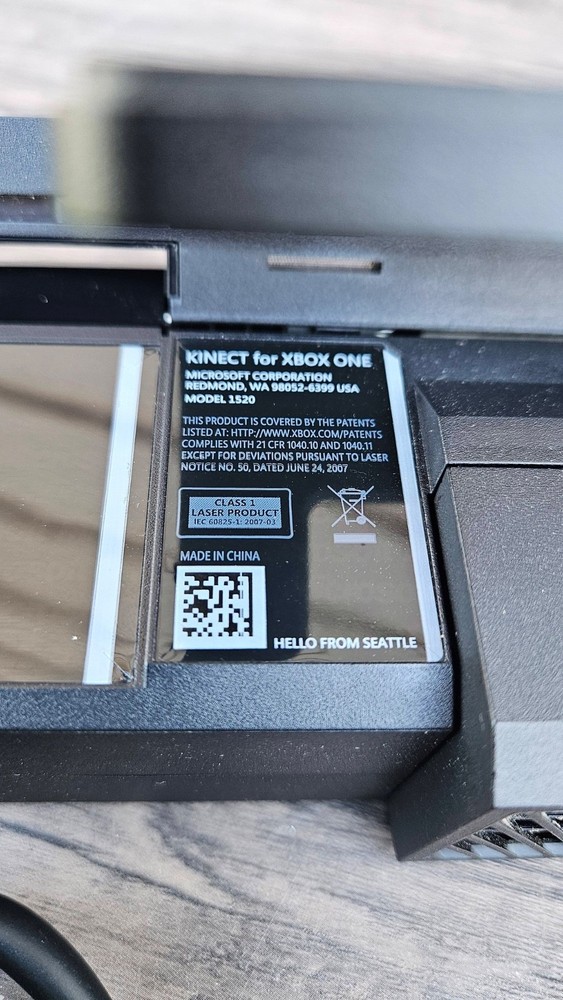 KINECT for XBOX ONE
MICROSOFT CORPORATION
REDMOND, WA 98052-6399 USA
MODEL 1520
THIS PRODUCT IS COVERED BY THE PATENTS
LISTED AT: HTTP://WWW.XBOX.COM/PATENTS
COMPLIES WITH 21 CFR 1040.10 AND 1040.11
EXCEPT FOR DEVIATIONS PURSUANT TO LASER
NOTICE NO. 50, DATED JUNE 24, 2007
CLASS 1
LASER PRODUCT
IEC 60825-1: 2007-03
MADE IN CHINA
HELLO FROM SEATTLE